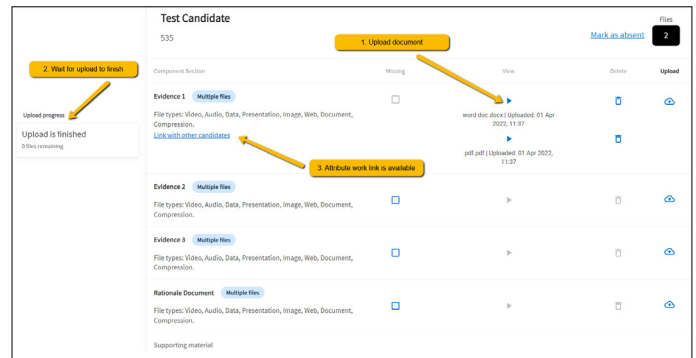 Test Candidate
535
Files
Mark as absent
2
1. Upload document
2. Wait for upload to finish
Component Section
Missing
View
Delete
Upload
Upload progress
Upload is finished
0 files remaining
Evidence 1
Multiple files
File types: Video, Audio, Data, Presentation, Image, Web, Document,
Compression.
Link with other candidates
word doc.docx | Uploaded: 01 Apr
2022, 11:37
pdf.pdf | Uploaded: 01 Apr 2022,
11:37
3. Attribute work link is available
Evidence 2
Multiple files
File types: Video, Audio, Data, Presentation, Image, Web, Document,
Compression.
Evidence 3
Multiple files
File types: Video, Audio, Data, Presentation, Image, Web, Document,
Compression.
Rationale Document
Multiple files
File types: Video, Audio, Data, Presentation, Image, Web, Document,
Compression.
Supporting material